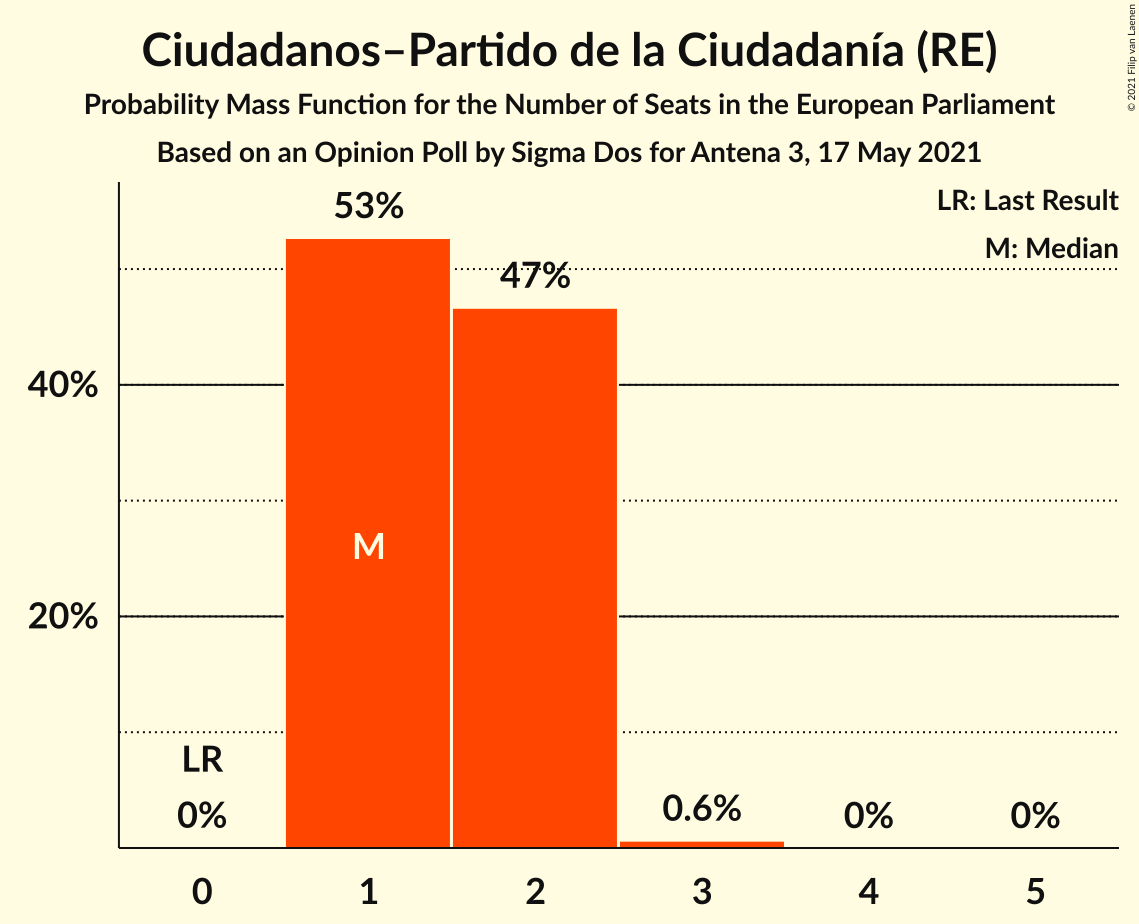 Ciudadanos–Partido de la Ciudadanía (RE)
Probability Mass Function for the Number of Seats in the European Parliament
Based on an Opinion Poll by Sigma Dos for Antena 3, 17 May 2021
© 2021 Filip van Laenen
LR: Last Result
M: Median
53%
47%
40%
M
20%
LR
0%
0.6%
0%
0%
0 1 2 3 4 5